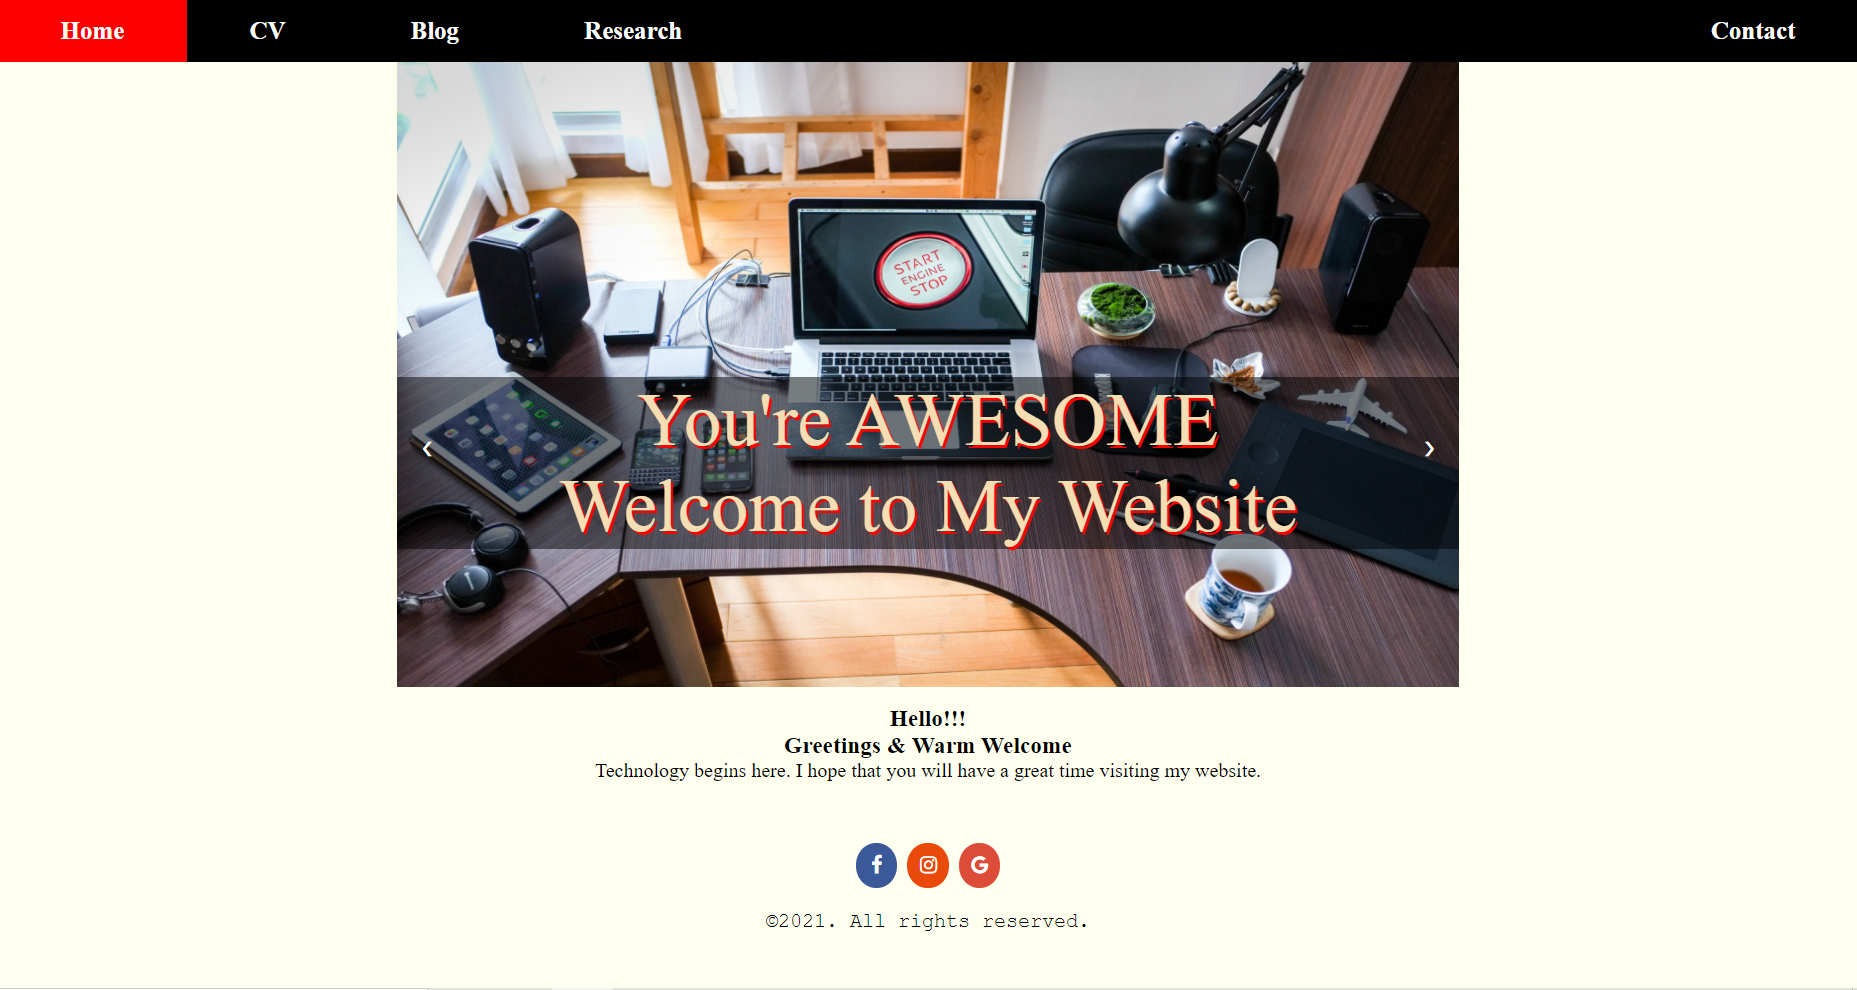 Home CV Blog Research Contact
START
ENGINE
STOP
You're AWESOME
Welcome to My Website
Hello!!!
Greetings & Warm Welcome
Technology begins here. I hope that you will have a great time visiting my website.
©2021. All rights reserved.